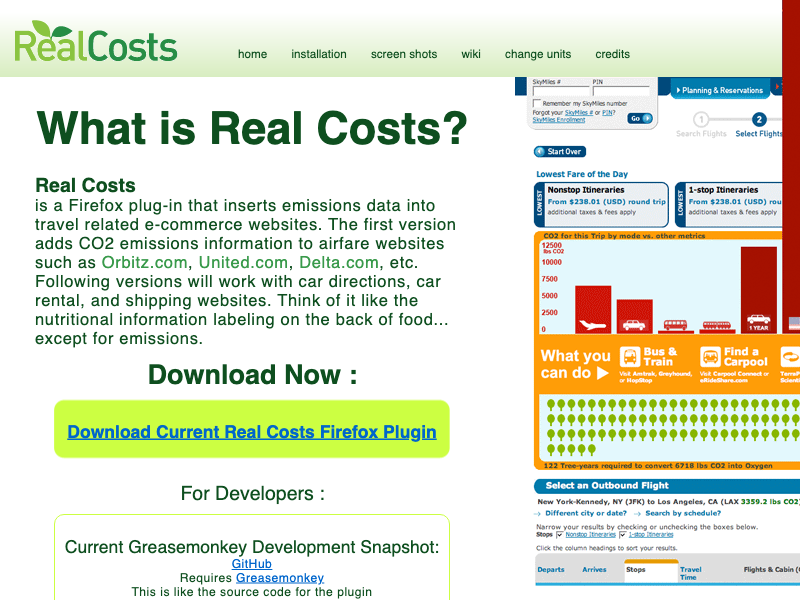 RealCosts
home installation screen shots wiki change units credits
What is Real Costs?
Real Costs
is a Firefox plug-in that inserts emissions data into
travel related e-commerce websites. The first version
adds CO2 emissions information to airfare websites
such as Orbitz.com, United.com, Delta.com, etc.
Following versions will work with car directions, car
rental, and shipping websites. Think of it like the
nutritional information labeling on the back of food...
except for emissions.
Download Now :
Download Current Real Costs Firefox Plugin
For Developers :
Current Greasemonkey Development Snapshot:
GitHub
Requires Greasemonkey
This is like the source code for the plugin
SkyMiles # PIN
Remember my SkyMiles number
Forgot your SkyMiles # or PIN?
SkyMiles Enrollment
Go
Planning & Reservations
1 2
Search Flights Select Flights
Start Over
Lowest Fare of the Day
LOWEST
Nonstop Itineraries
From $238.01 (USD) round trip
additional taxes & fees apply
LOWEST
1-stop Itineraries
From $238.01 (USD) rou
additional taxes & fees apply
CO2 for this Trip by mode vs. other metrics
12500
lbs CO2
10000
7500
5000
2500
0
1 YEAR
What you
can do
Bus &
Train
Visit Amtrak, Greyhound,
or HopStop
Find a
Carpool
Visit Carpool Connect or
eRideShare.com
TerraP
Scienti
122 Tree-years required to convert 6718 lbs CO2 into Oxygen
Select an Outbound Flight
New York-Kennedy, NY (JFK) to Los Angeles, CA (LAX 3359.2 lbs CO2)
Different city or date? Search by schedule?
Narrow your results by checking or unchecking the boxes below.
Stops Nonstop Itineraries 1-stop Itineraries
Click the column headings to sort your results.
Departs Arrives Stops Travel
Time Flights & Cabin (